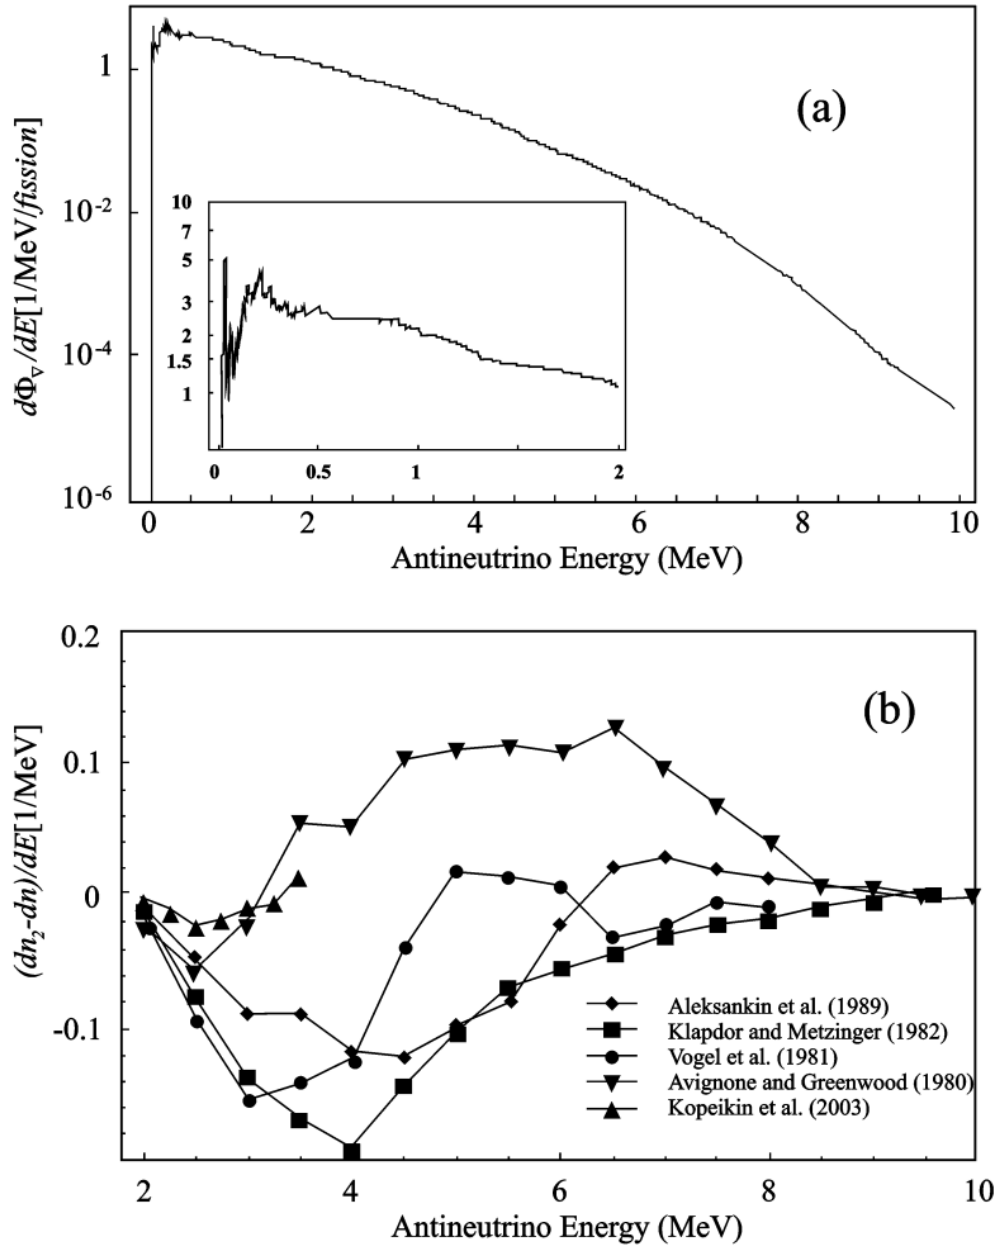 (a)
dΦ_ν̅/dE[1/MeV/fission]
1
10⁻²
10⁻⁴
10⁻⁶
10
7
5
3
2
1.5
1
0 0.5 1 2
0 2 4 6 8 10
Antineutrino Energy (MeV)
(b)
(dn₂-dn)/dE[1/MeV]
0.2
0.1
0
-0.1
Aleksankin et al. (1989)
Klapdor and Metzinger (1982)
Vogel et al. (1981)
Avignone and Greenwood (1980)
Kopeikin et al. (2003)
2 4 6 8 10
Antineutrino Energy (MeV)